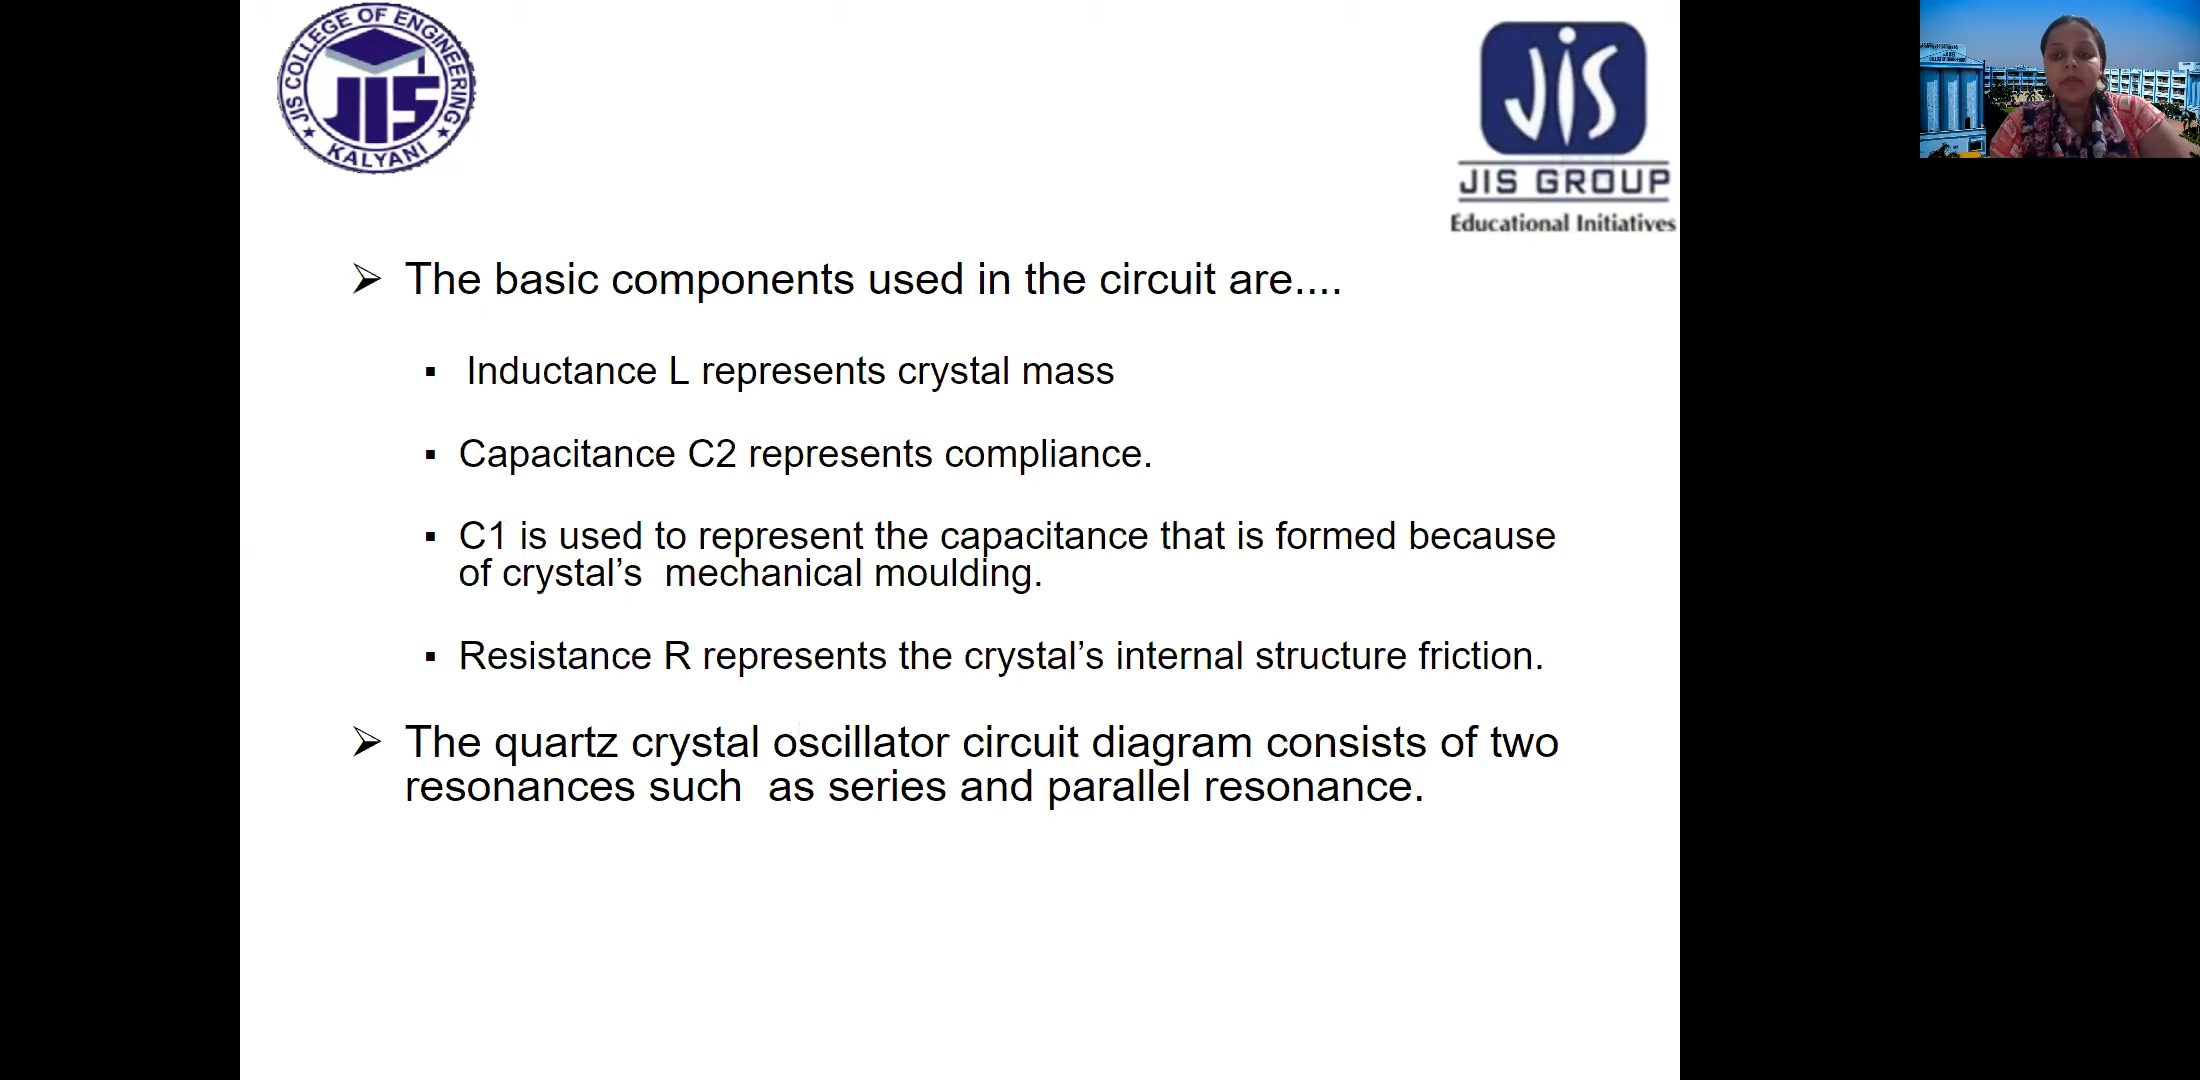 JIS COLLEGE OF ENGINEERING
JIS
KALYANI
JIS
JIS GROUP
Educational Initiatives
➢ The basic components used in the circuit are....
▪ Inductance L represents crystal mass
▪ Capacitance C2 represents compliance.
▪ C1 is used to represent the capacitance that is formed because
of crystal’s  mechanical moulding.
▪ Resistance R represents the crystal’s internal structure friction.
➢ The quartz crystal oscillator circuit diagram consists of two
resonances such  as series and parallel resonance.